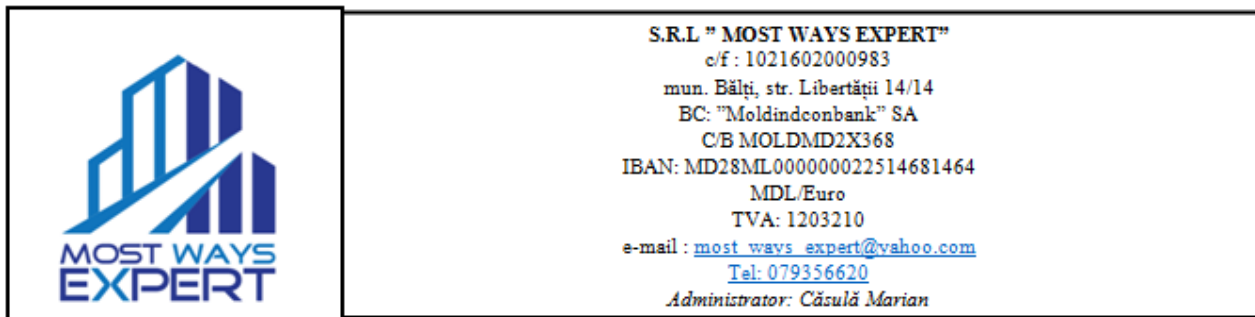 MOST WAYS
EXPERT
S.R.L ” MOST WAYS EXPERT”
c/f : 1021602000983
mun. Bălți, str. Libertății 14/14
BC: ”Moldindconbank” SA
C/B MOLDMD2X368
IBAN: MD28ML000000022514681464
MDL/Euro
TVA: 1203210
e-mail : most_ways_expert@yahoo.com
Tel: 079356620
Administrator: Căsulă Marian